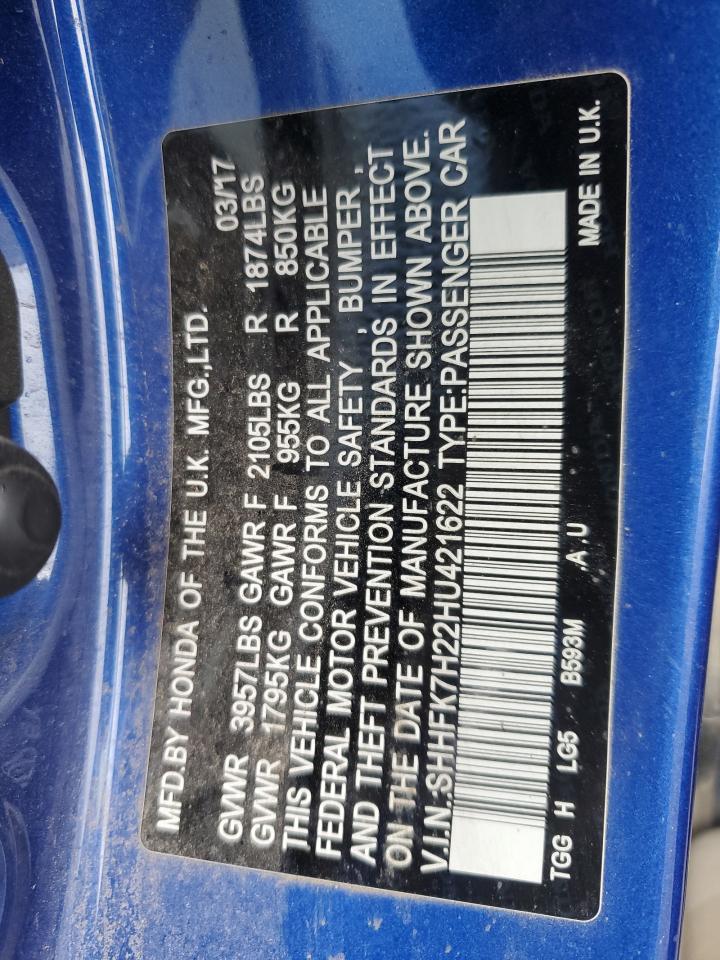 MFD.BY HONDA OF THE U.K. MFG.,LTD. 03/17
GVWR 3957LBS GAWR F 2105LBS R 1874LBS
GVWR 1795KG GAWR F 955KG R 850KG
THIS VEHICLE CONFORMS TO ALL APPLICABLE
FEDERAL MOTOR VEHICLE SAFETY , BUMPER ,
AND THEFT PREVENTION STANDARDS IN EFFECT
ON THE DATE OF MANUFACTURE SHOWN ABOVE.
V.I.N.:SHHFK7H22HU421622 TYPE:PASSENGER CAR
TGG H LG5 B593M A , U MADE IN U.K.